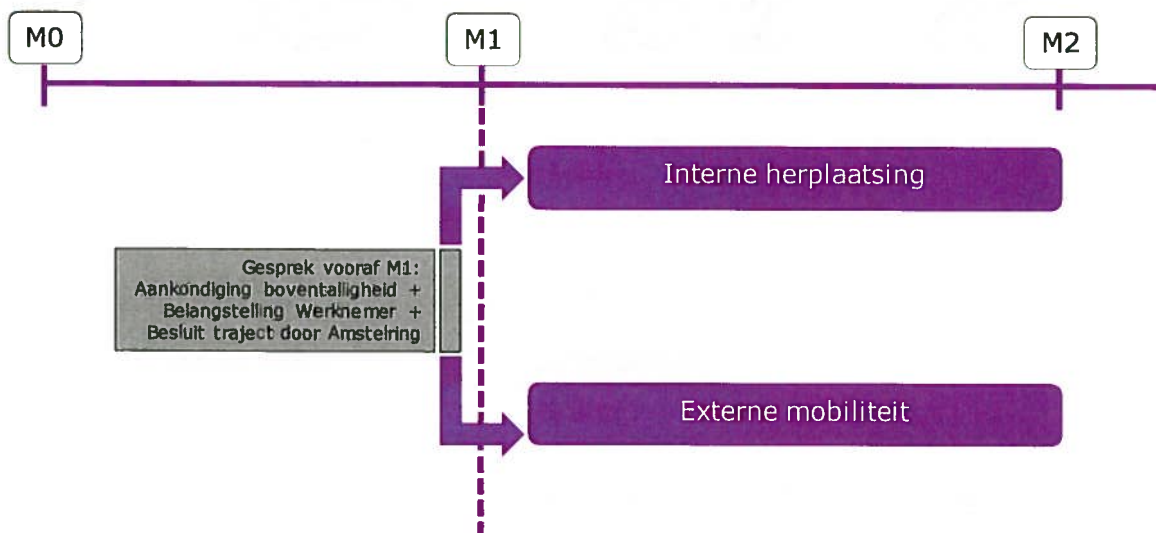 M0
M1
M2
Interne herplaatsing
Gesprek vooraf M1:
Aankondiging boventalligheid +
Belangstelling Werknemer +
Besluit traject door Amstelring
Externe mobiliteit